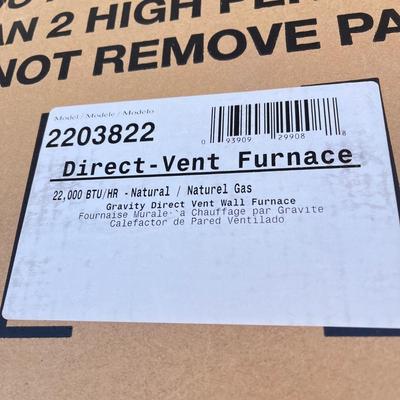 AN 2 HIGH
NOT REMOVE
Model / Modele / Modelo
2203822
0 93909 29908 8
Direct-Vent Furnace
22,000 BTU/HR - Natural / Naturel Gas
Gravity Direct Vent Wall Furnace
Fournaise Murale `a Chauffage par Gravite
Calefactor de Pared Ventilado